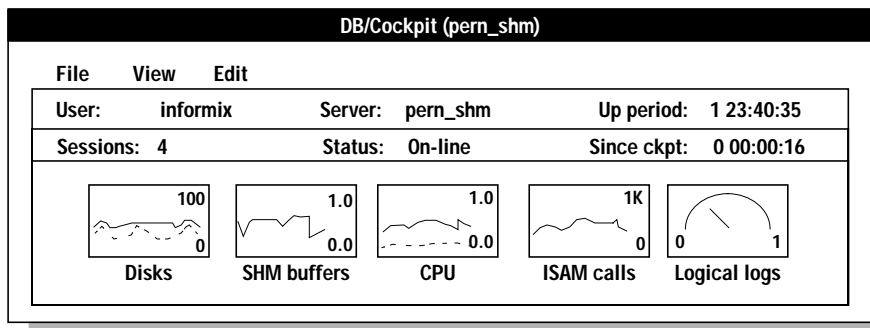 DB/Cockpit (pern_shm)
File View Edit
User: informix Server: pern_shm Up period: 1 23:40:35
Sessions: 4 Status: On-line Since ckpt: 0 00:00:16
100 1.0 1.0 1K
0 0.0 0.0 0 0 1
Disks SHM buffers CPU ISAM calls Logical logs